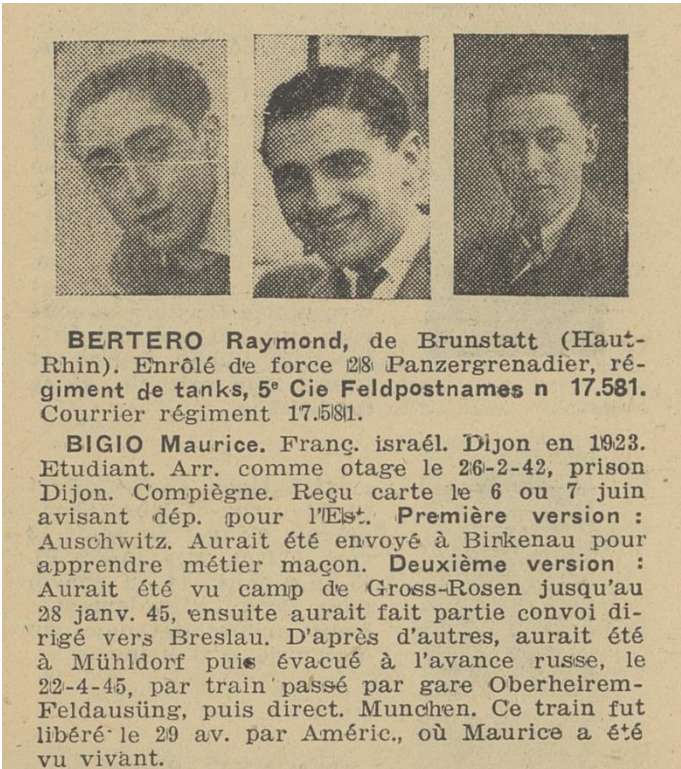 BERTERO Raymond, de Brunstatt (Haut-
Rhin). Enrôlé de force 28 Panzergrenadier, ré-
giment de tanks, 5e Cie Feldpostnames n 17.581.
Courrier régiment 17.581.
BIGIO Maurice. Franç. israél. Dijon en 1923.
Etudiant. Arr. comme otage le 26-2-42, prison
Dijon. Compiègne. Reçu carte le 6 ou 7 juin
avisant dép. pour l'Est. Première version :
Auschwitz. Aurait été envoyé à Birkenau pour
apprendre métier maçon. Deuxième version :
Aurait été vu camp de Gross-Rosen jusqu'au
28 janv. 45, ensuite aurait fait partie convoi di-
rigé vers Breslau. D'après d'autres, aurait été
à Mühldorf puis évacué à l'avance russe, le
22-4-45, par train passé par gare Oberheirem-
Feldausüng, puis direct. Munchen. Ce train fut
libéré le 29 av. par Améric., où Maurice a été
vu vivant.